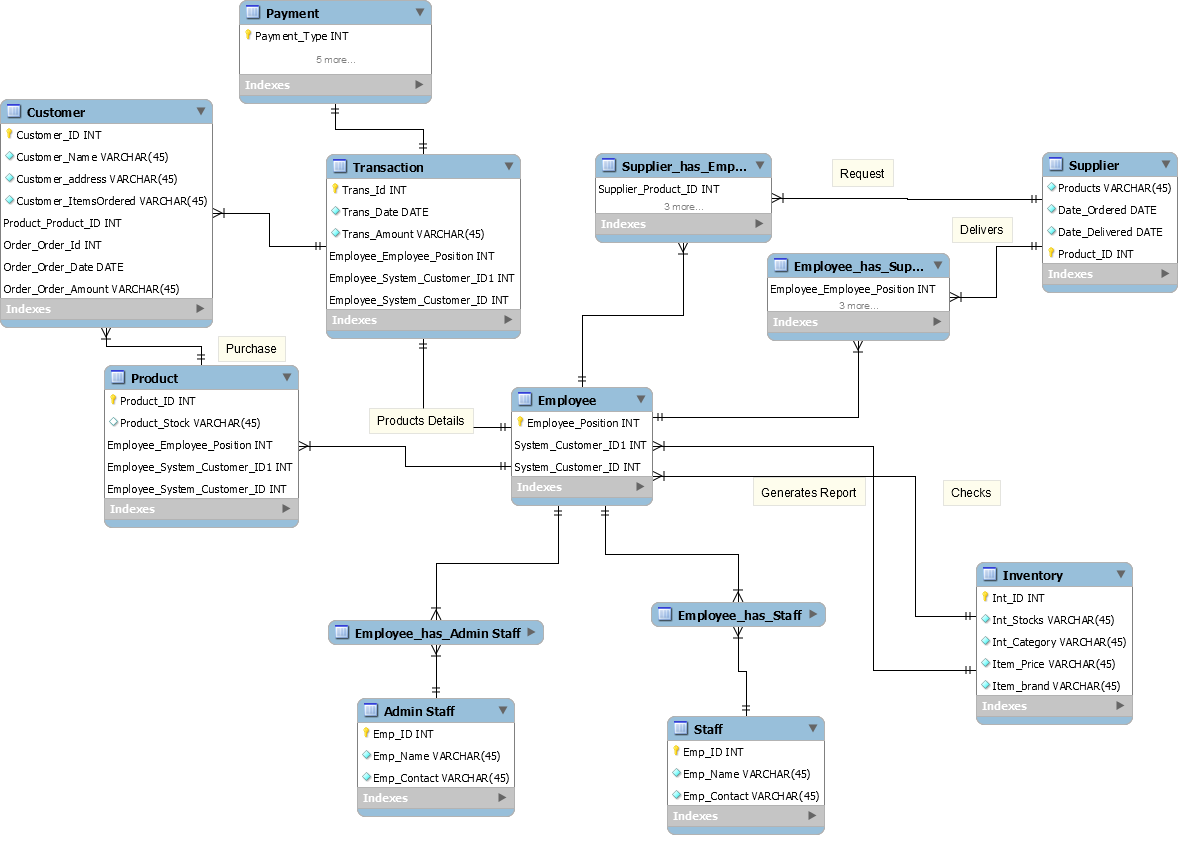 Payment
Payment_Type INT
5 more...
Indexes
Customer
Customer_ID INT
Customer_Name VARCHAR(45)
Customer_address VARCHAR(45)
Customer_ItemsOrdered VARCHAR(45)
Product_Product_ID INT
Order_Order_Id INT
Order_Order_Date DATE
Order_Order_Amount VARCHAR(45)
Indexes
Transaction
Trans_Id INT
Trans_Date DATE
Trans_Amount VARCHAR(45)
Employee_Employee_Position INT
Employee_System_Customer_ID1 INT
Employee_System_Customer_ID INT
Indexes
Supplier_has_Emp...
Supplier_Product_ID INT
3 more...
Indexes
Request
Supplier
Products VARCHAR(45)
Date_Ordered DATE
Date_Delivered DATE
Product_ID INT
Indexes
Delivers
Employee_has_Sup...
Employee_Employee_Position INT
3 more...
Indexes
Purchase
Product
Product_ID INT
Product_Stock VARCHAR(45)
Employee_Employee_Position INT
Employee_System_Customer_ID1 INT
Employee_System_Customer_ID INT
Indexes
Products Details
Employee
Employee_Position INT
System_Customer_ID1 INT
System_Customer_ID INT
Indexes
Generates Report
Checks
Inventory
Int_ID INT
Int_Stocks VARCHAR(45)
Int_Category VARCHAR(45)
Item_Price VARCHAR(45)
Item_brand VARCHAR(45)
Indexes
Employee_has_Admin Staff
Employee_has_Staff
Admin Staff
Emp_ID INT
Emp_Name VARCHAR(45)
Emp_Contact VARCHAR(45)
Indexes
Staff
Emp_ID INT
Emp_Name VARCHAR(45)
Emp_Contact VARCHAR(45)
Indexes